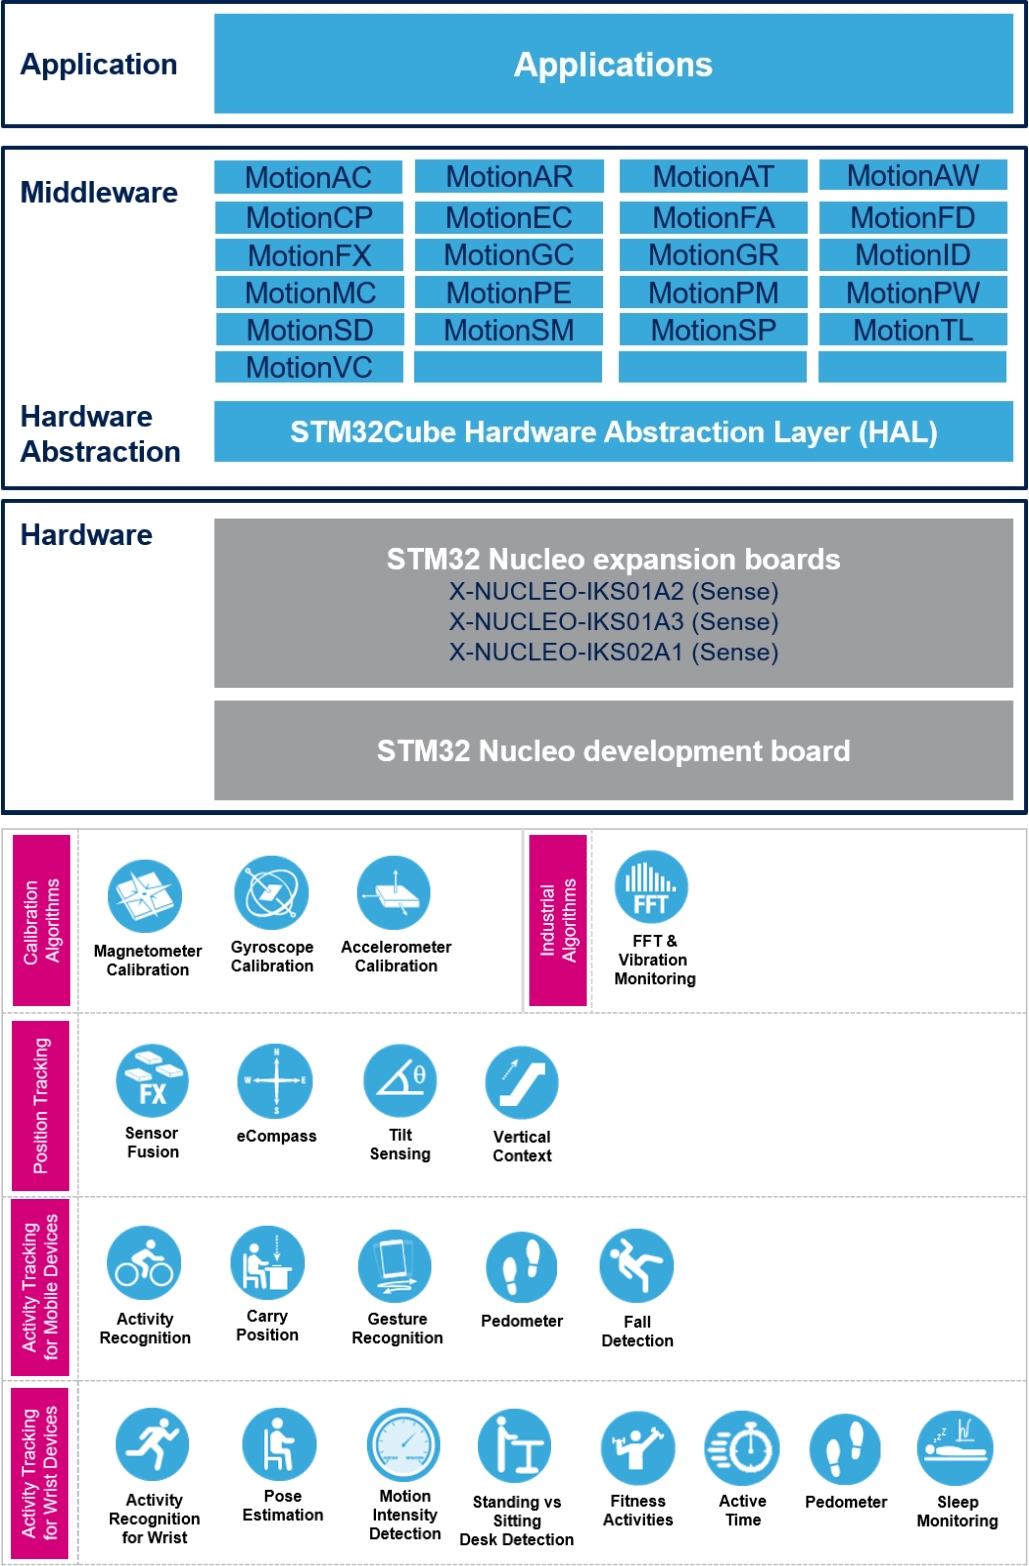 Application
Applications
Middleware
MotionAC MotionAR MotionAT MotionAW
MotionCP MotionEC MotionFA MotionFD
MotionFX MotionGC MotionGR MotionID
MotionMC MotionPE MotionPM MotionPW
MotionSD MotionSM MotionSP MotionTL
MotionVC
Hardware
Abstraction
STM32Cube Hardware Abstraction Layer (HAL)
Hardware
STM32 Nucleo expansion boards
X-NUCLEO-IKS01A2 (Sense)
X-NUCLEO-IKS01A3 (Sense)
X-NUCLEO-IKS02A1 (Sense)
STM32 Nucleo development board
Calibration
Algorithms
Magnetometer
Calibration
Gyroscope
Calibration
Accelerometer
Calibration
Industrial
Algorithms
FFT
FFT &
Vibration
Monitoring
Position Tracking
FX
Sensor
Fusion
N
W E
S
eCompass
θ
Tilt
Sensing
Vertical
Context
Activity Tracking
for Mobile Devices
Activity
Recognition
Carry
Position
Gesture
Recognition
Pedometer
Fall
Detection
Activity Tracking
for Wrist Devices
Activity
Recognition
for Wrist
Pose
Estimation
Motion
Intensity
Detection
Standing vs
Sitting
Desk Detection
Fitness
Activities
Active
Time
Pedometer
z z z
Sleep
Monitoring